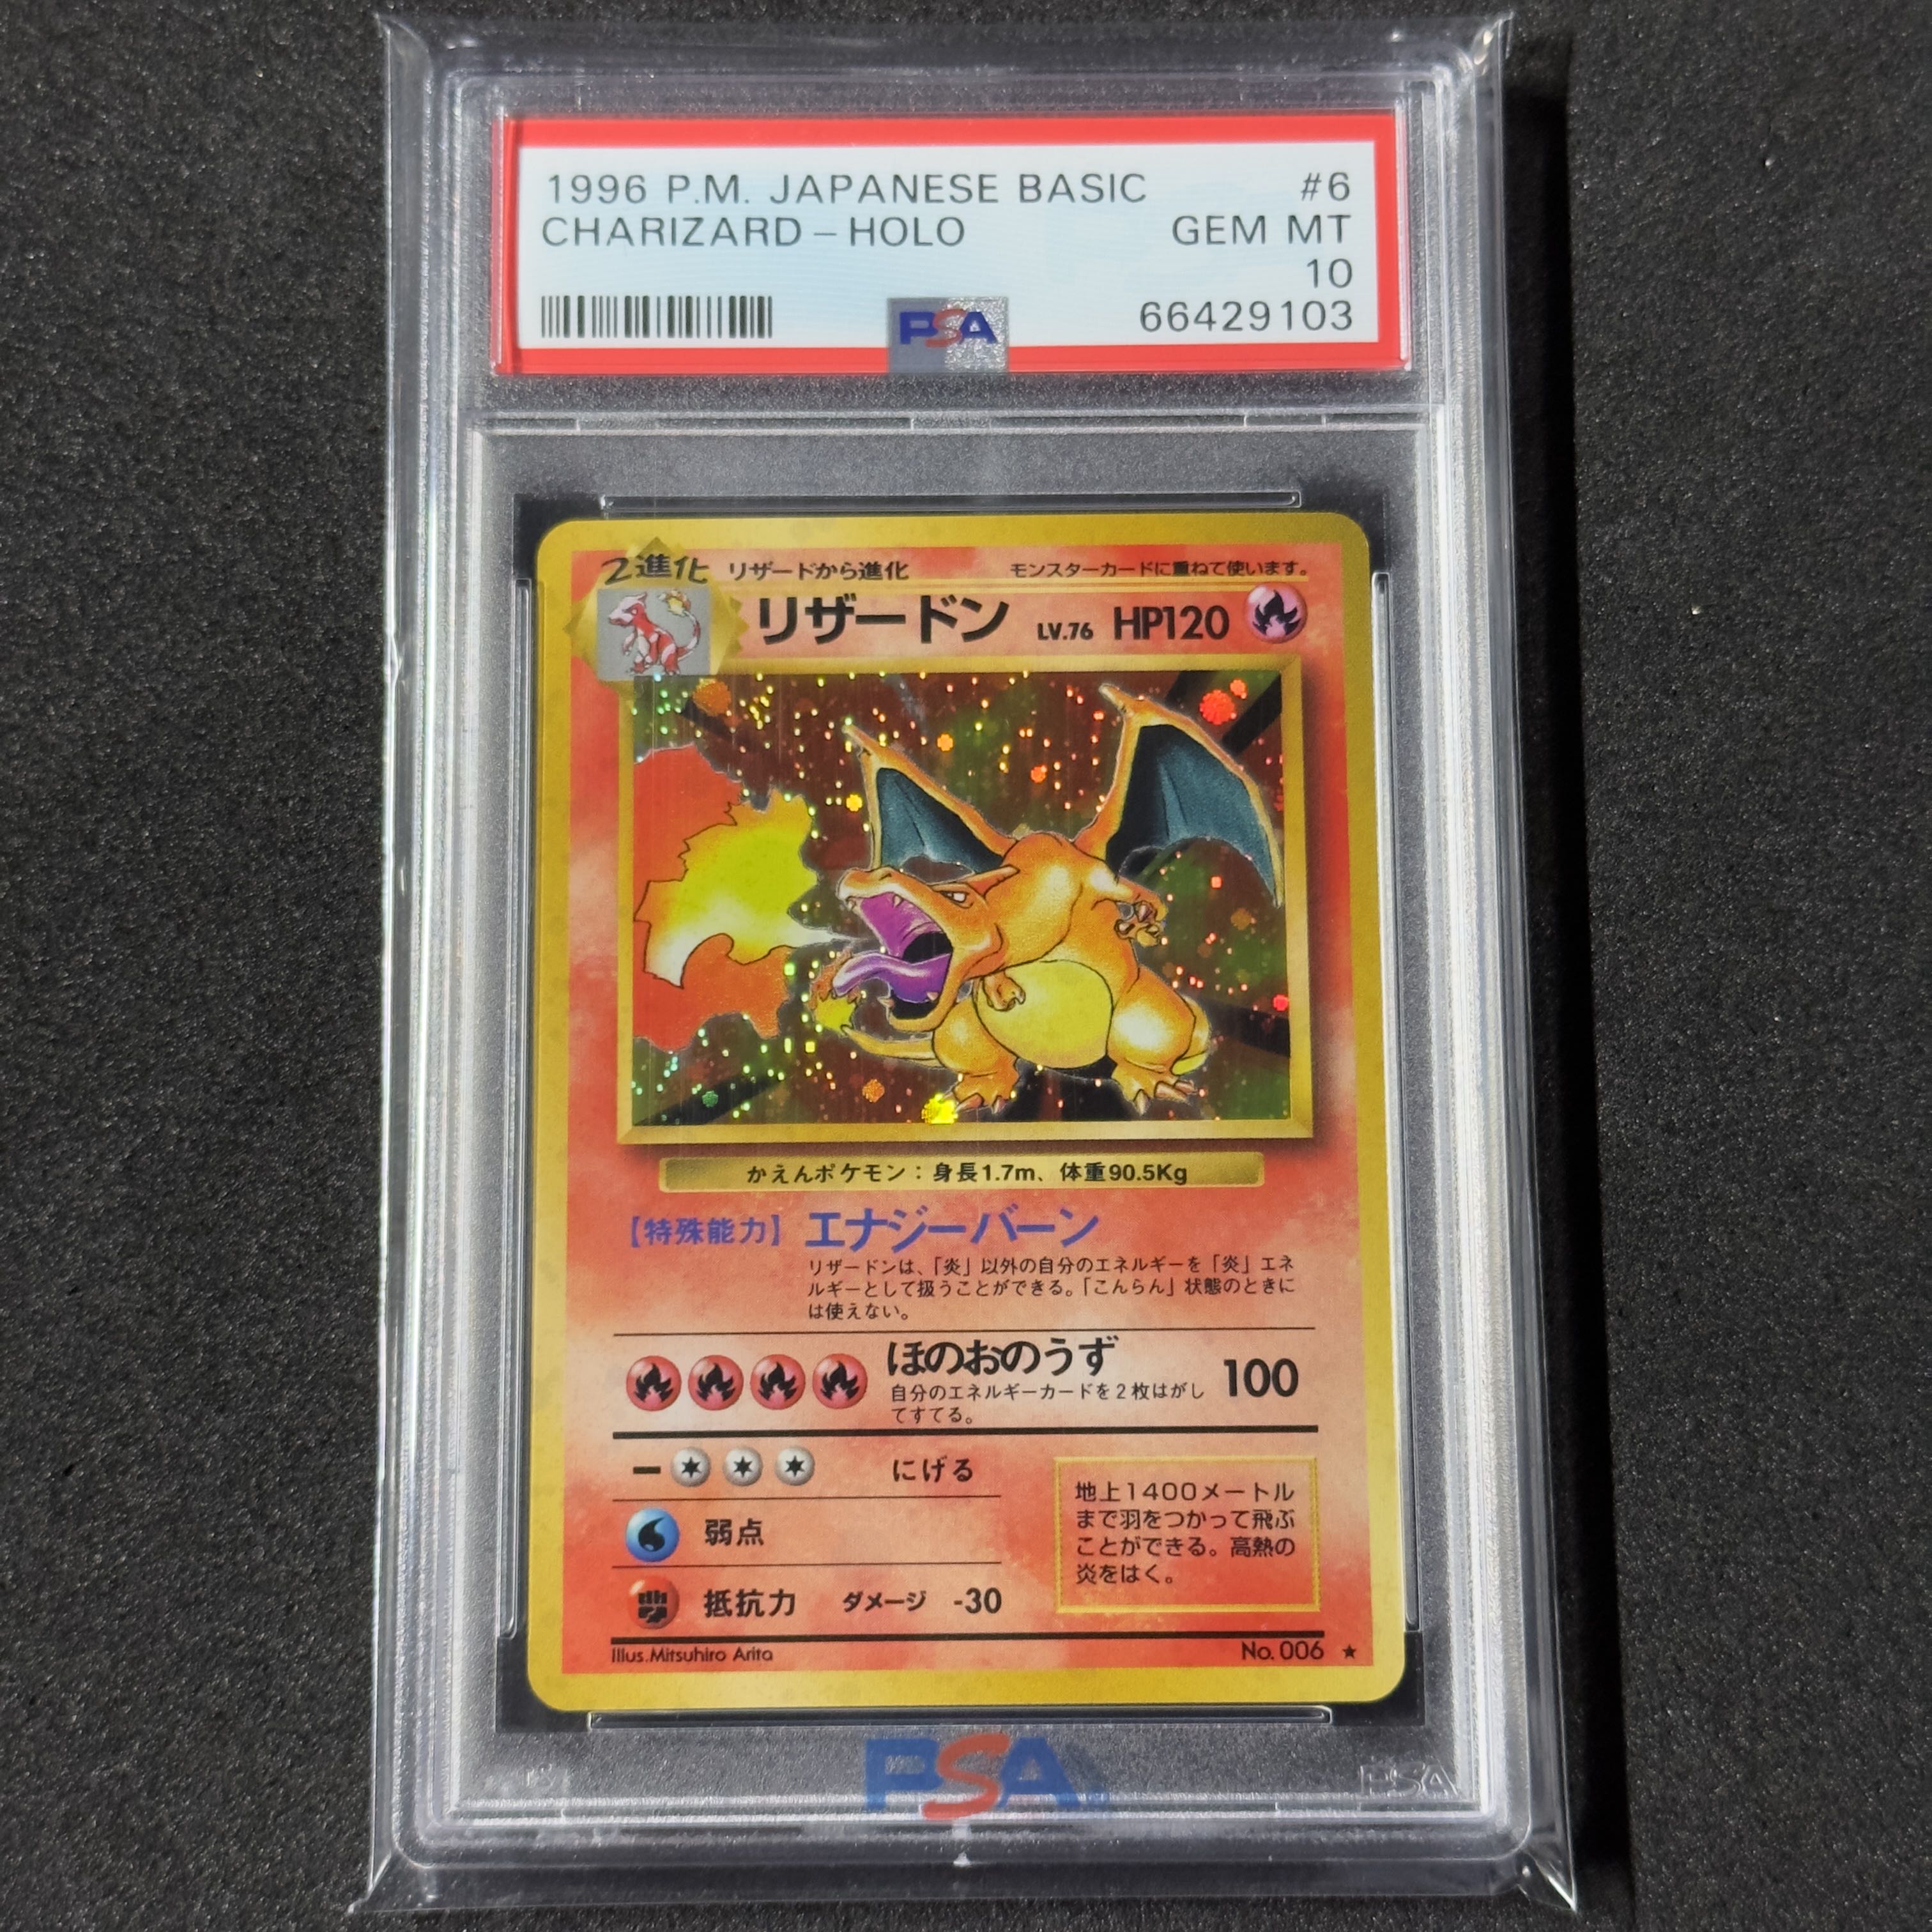 1996 P.M. JAPANESE BASIC #6
CHARIZARD - HOLO GEM MT
10
PSA 66429103
2進化 リザードから進化 モンスターカードに重ねて使います。
リザードン LV.76 HP120
かえんポケモン：身長1.7m、体重90.5Kg
【特殊能力】 エナジーバーン
リザードンは、「炎」以外の自分のエネルギーを「炎」エネ
ルギーとして扱うことができる。「こんらん」状態のときに
は使えない。
ほのおのうず 100
自分のエネルギーカードを2枚はがし
てすてる。
にげる
弱点
抵抗力 ダメージ -30
地上1400メートル
まで羽をつかって飛ぶ
ことができる。高熱の
炎をはく。
Illus.Mitsuhiro Arita No.006 ★
PSA
PSA